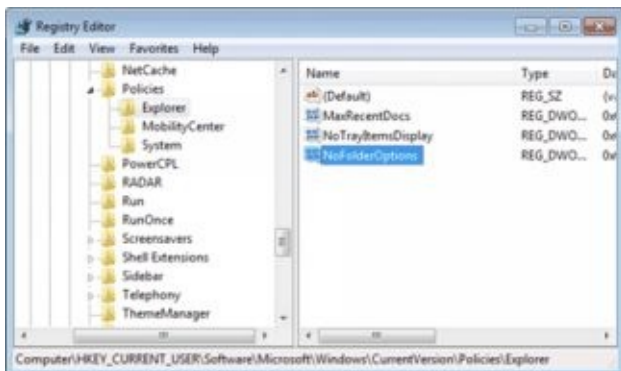 Registry Editor
File Edit View Favorites Help
NetCache
Policies
Explorer
MobilityCenter
System
PowerCPL
RADAR
Run
RunOnce
Screensavers
Shell Extensions
Sidebar
Telephony
ThemeManager
Name Type
(Default) REG_SZ
MaxRecentDocs REG_DWO...
NoTrayItemsDisplay REG_DWO...
NoFolderOptions REG_DWO...
Computer\HKEY_CURRENT_USER\Software\Microsoft\Windows\CurrentVersion\Policies\Explorer